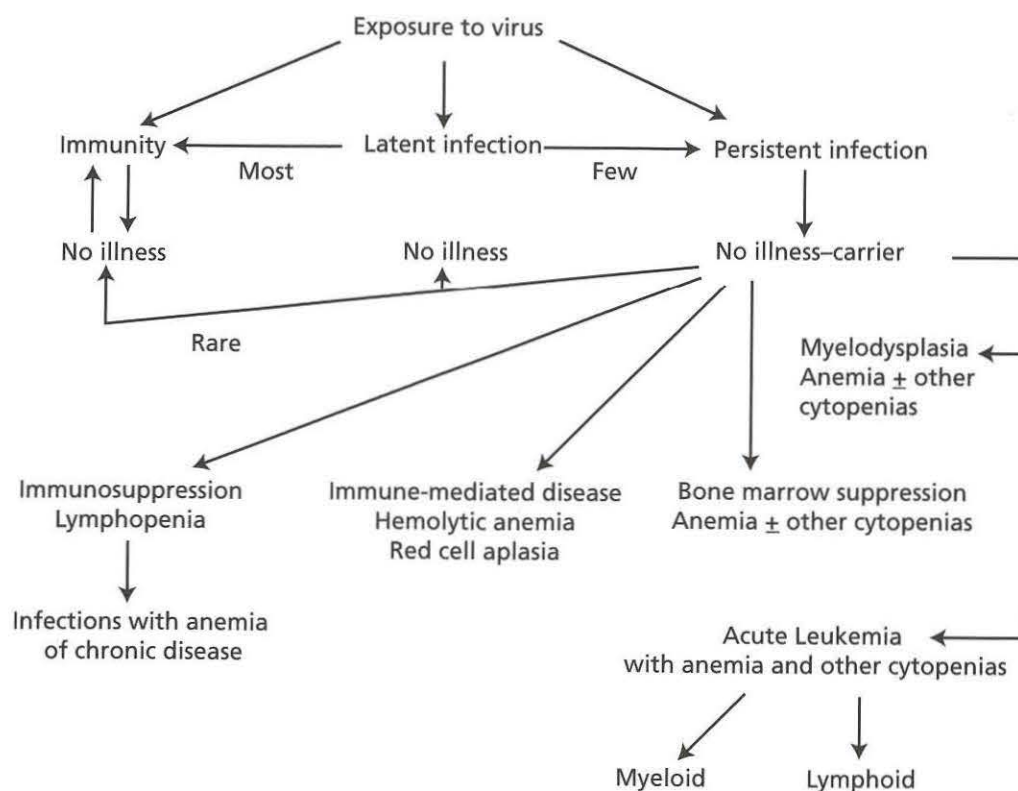 Exposure to virus
Immunity
Latent infection
Persistent infection
Most
Few
No illness
No illness
No illness–carrier
Rare
Myelodysplasia
Anemia ± other
cytopenias
Immunosuppression
Lymphopenia
Immune-mediated disease
Hemolytic anemia
Red cell aplasia
Bone marrow suppression
Anemia ± other cytopenias
Infections with anemia
of chronic disease
Acute Leukemia
with anemia and other cytopenias
Myeloid
Lymphoid